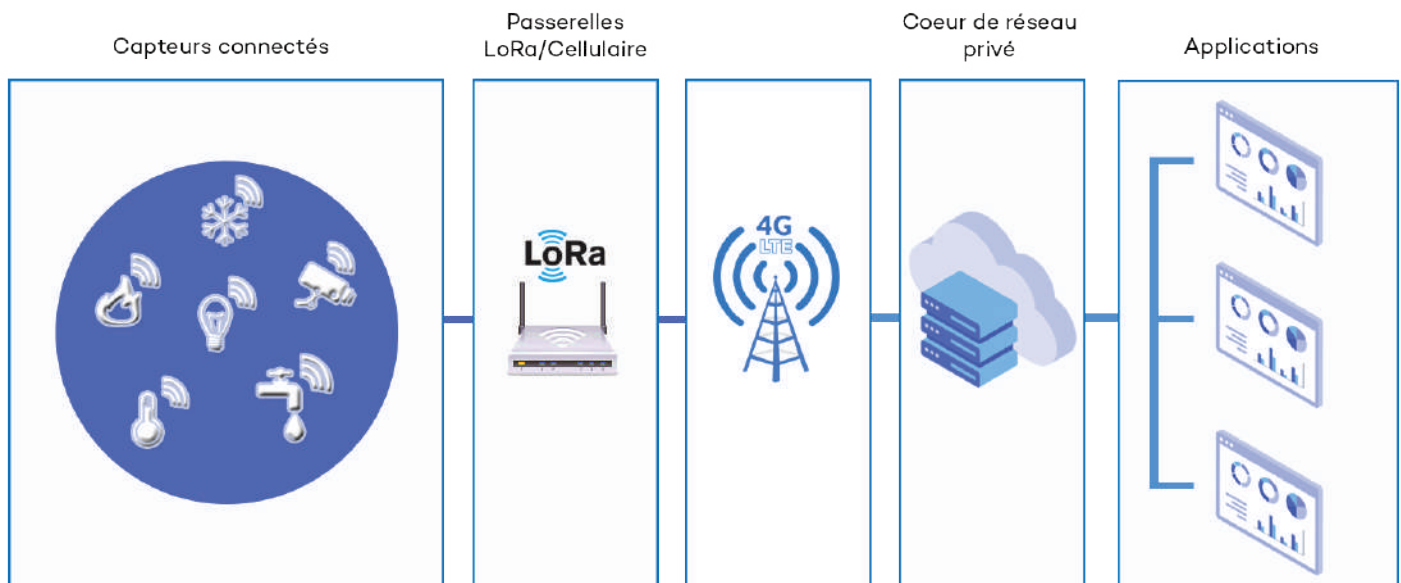 Capteurs connectés
Passerelles
LoRa/Cellulaire
Coeur de réseau
privé
Applications
LoRa
4G
LTE